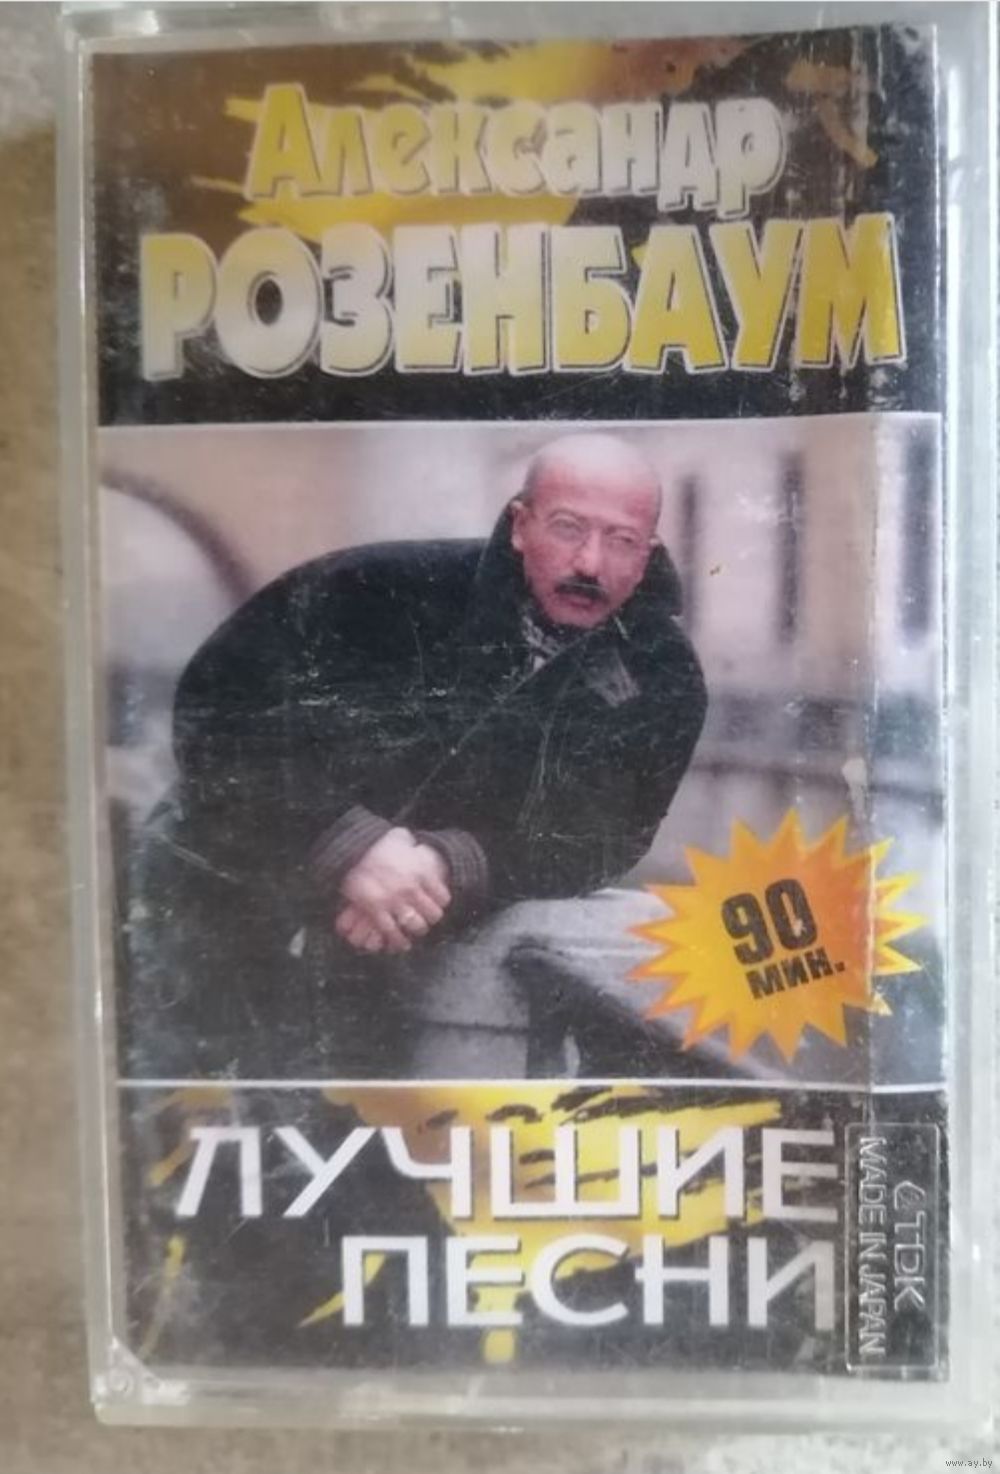 Александр
РОЗЕНБАУМ
90
МИН.
ЛУЧШИЕ
ПЕСНИ
TDK
MADE IN JAPAN
www.ay.by